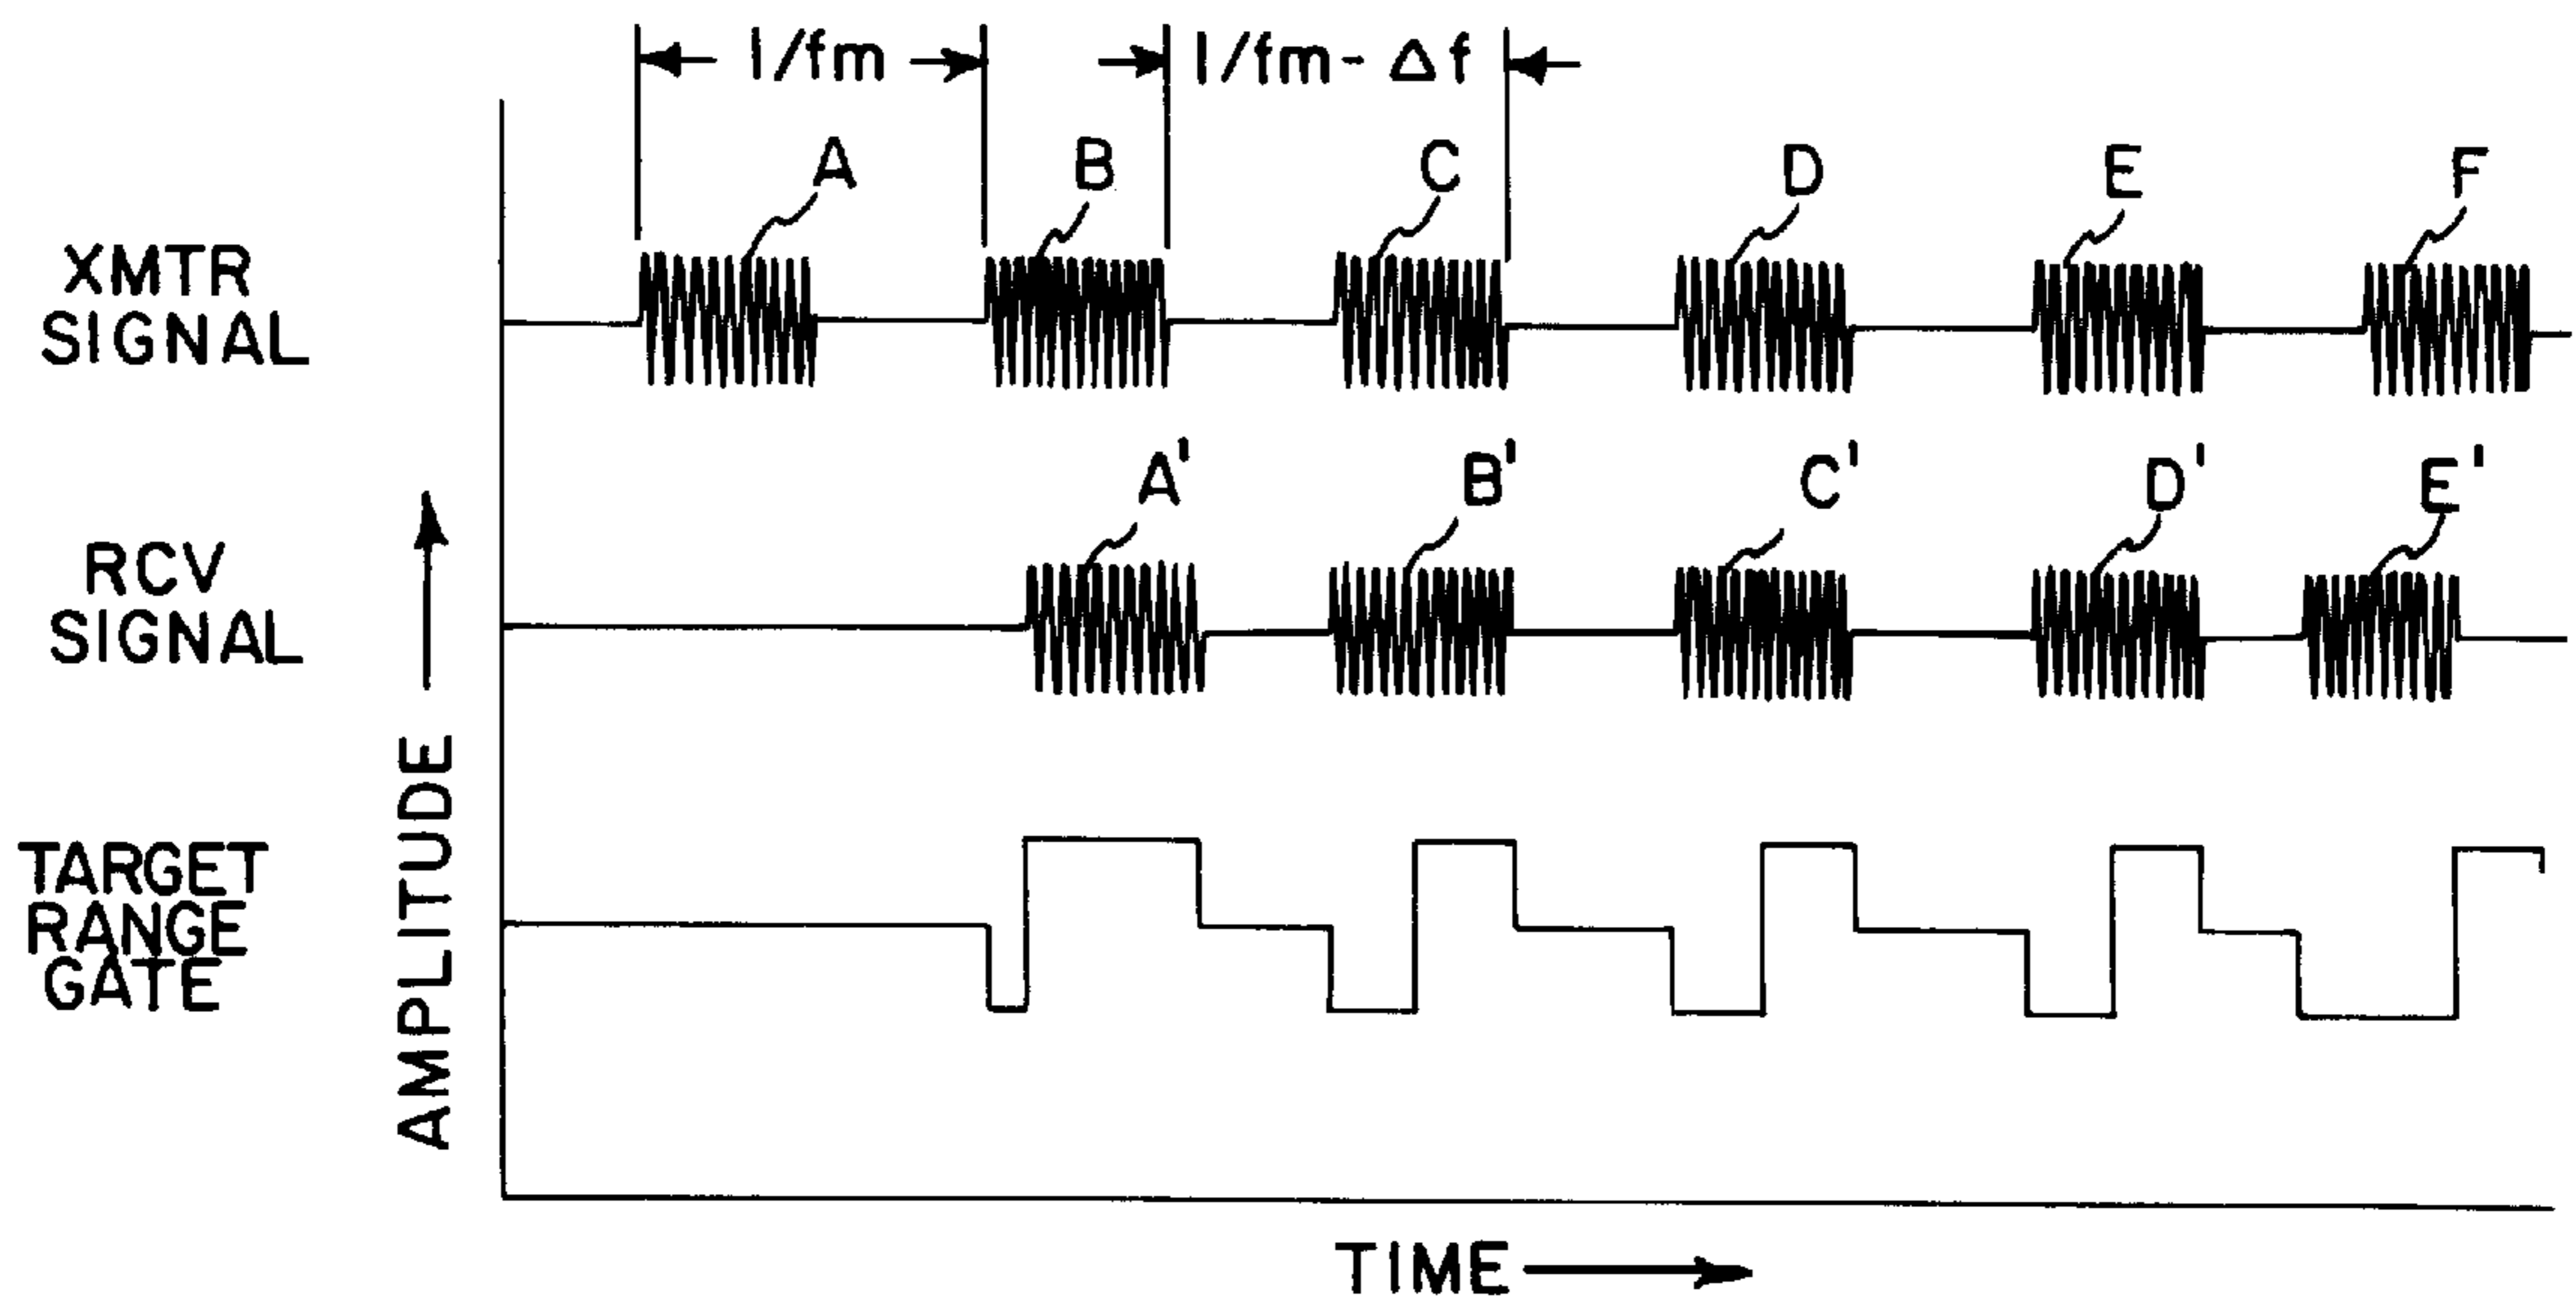 1/fm
1/fm - Δf
A
B
C
D
E
F
XMTR
SIGNAL
A'
B'
C'
D'
E'
RCV
SIGNAL
AMPLITUDE
TARGET
RANGE
GATE
TIME